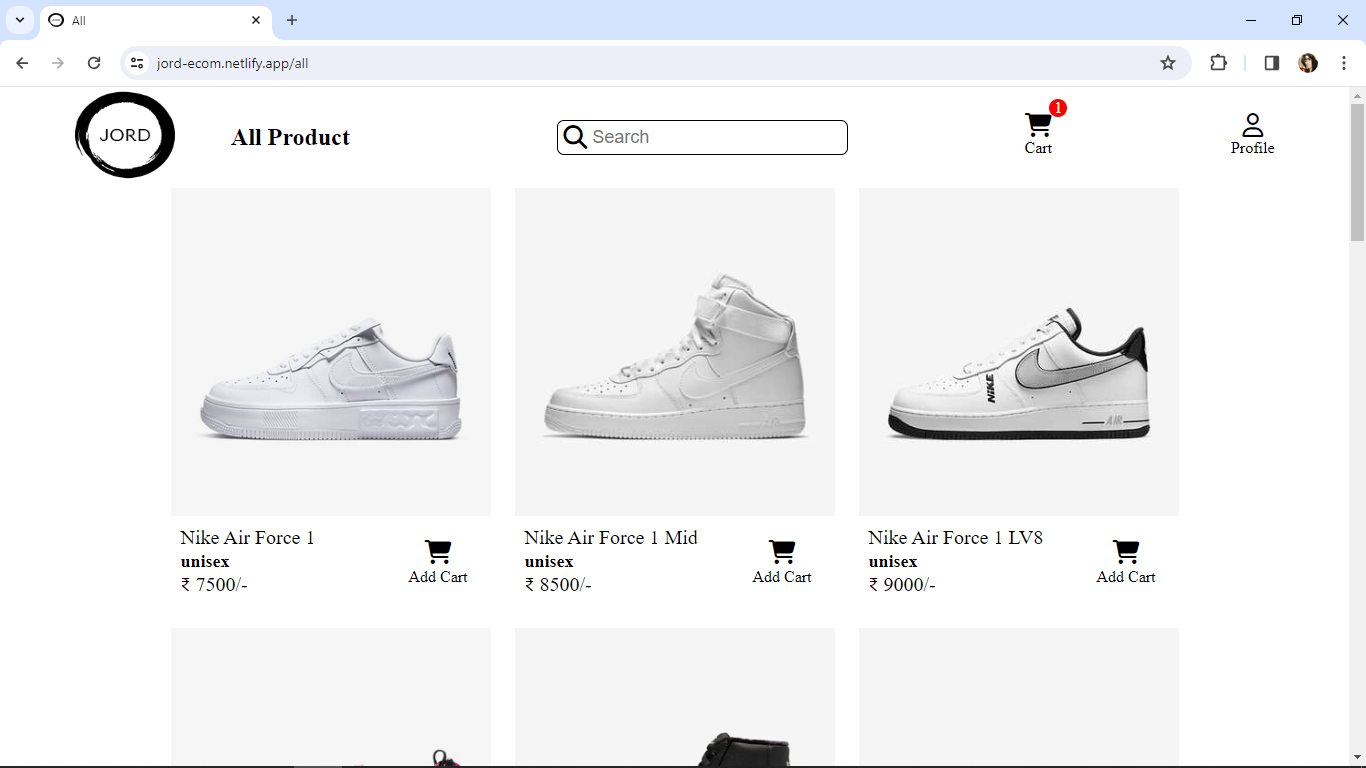 All
jord-ecom.netlify.app/all
JORD
All Product
Search
1
Cart
Profile
NIKE
AIR
Nike Air Force 1
unisex
₹ 7500/-
Add Cart
Nike Air Force 1 Mid
unisex
₹ 8500/-
Add Cart
Nike Air Force 1 LV8
unisex
₹ 9000/-
Add Cart